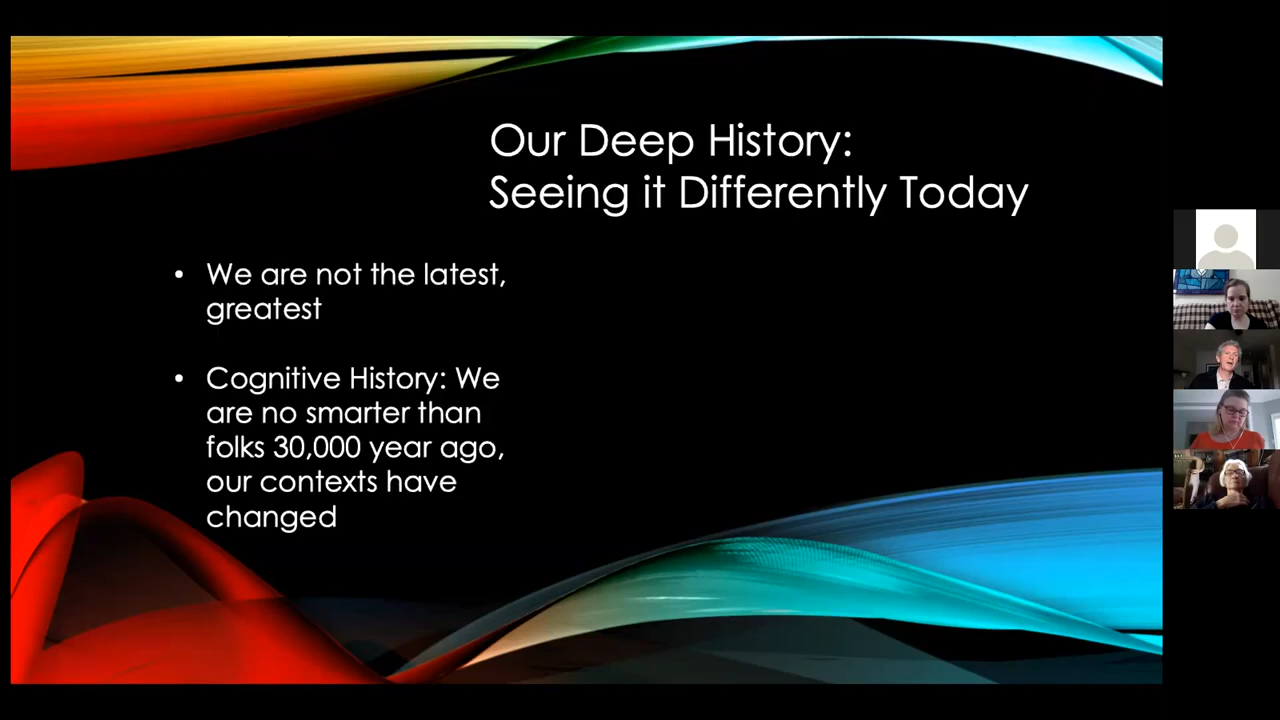 Our Deep History:
Seeing it Differently Today
• We are not the latest,
greatest
• Cognitive History: We
are no smarter than
folks 30,000 year ago,
our contexts have
changed